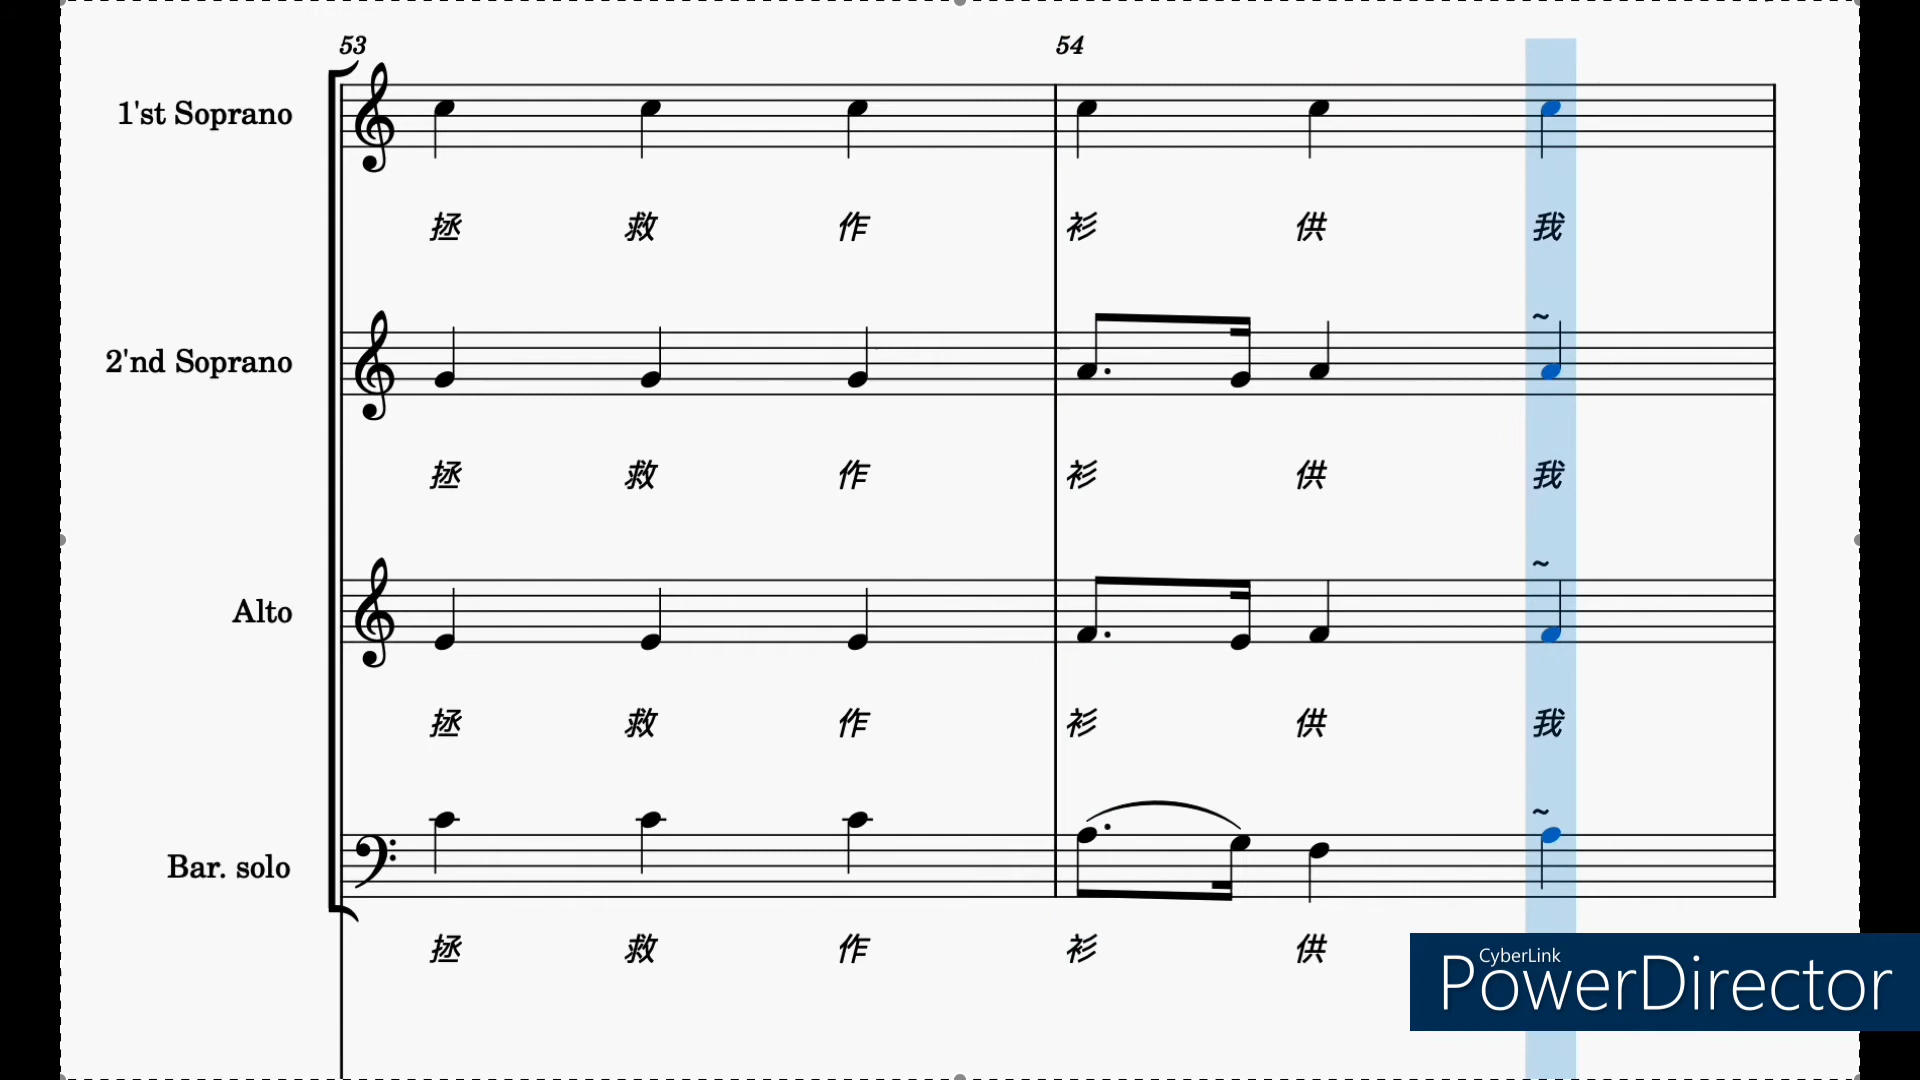 53 54
1'st Soprano
拯 救 作 衫 供 我
2'nd Soprano
拯 救 作 衫 供 我
Alto
拯 救 作 衫 供 我
Bar. solo
拯 救 作 衫 供
CyberLink
PowerDirector